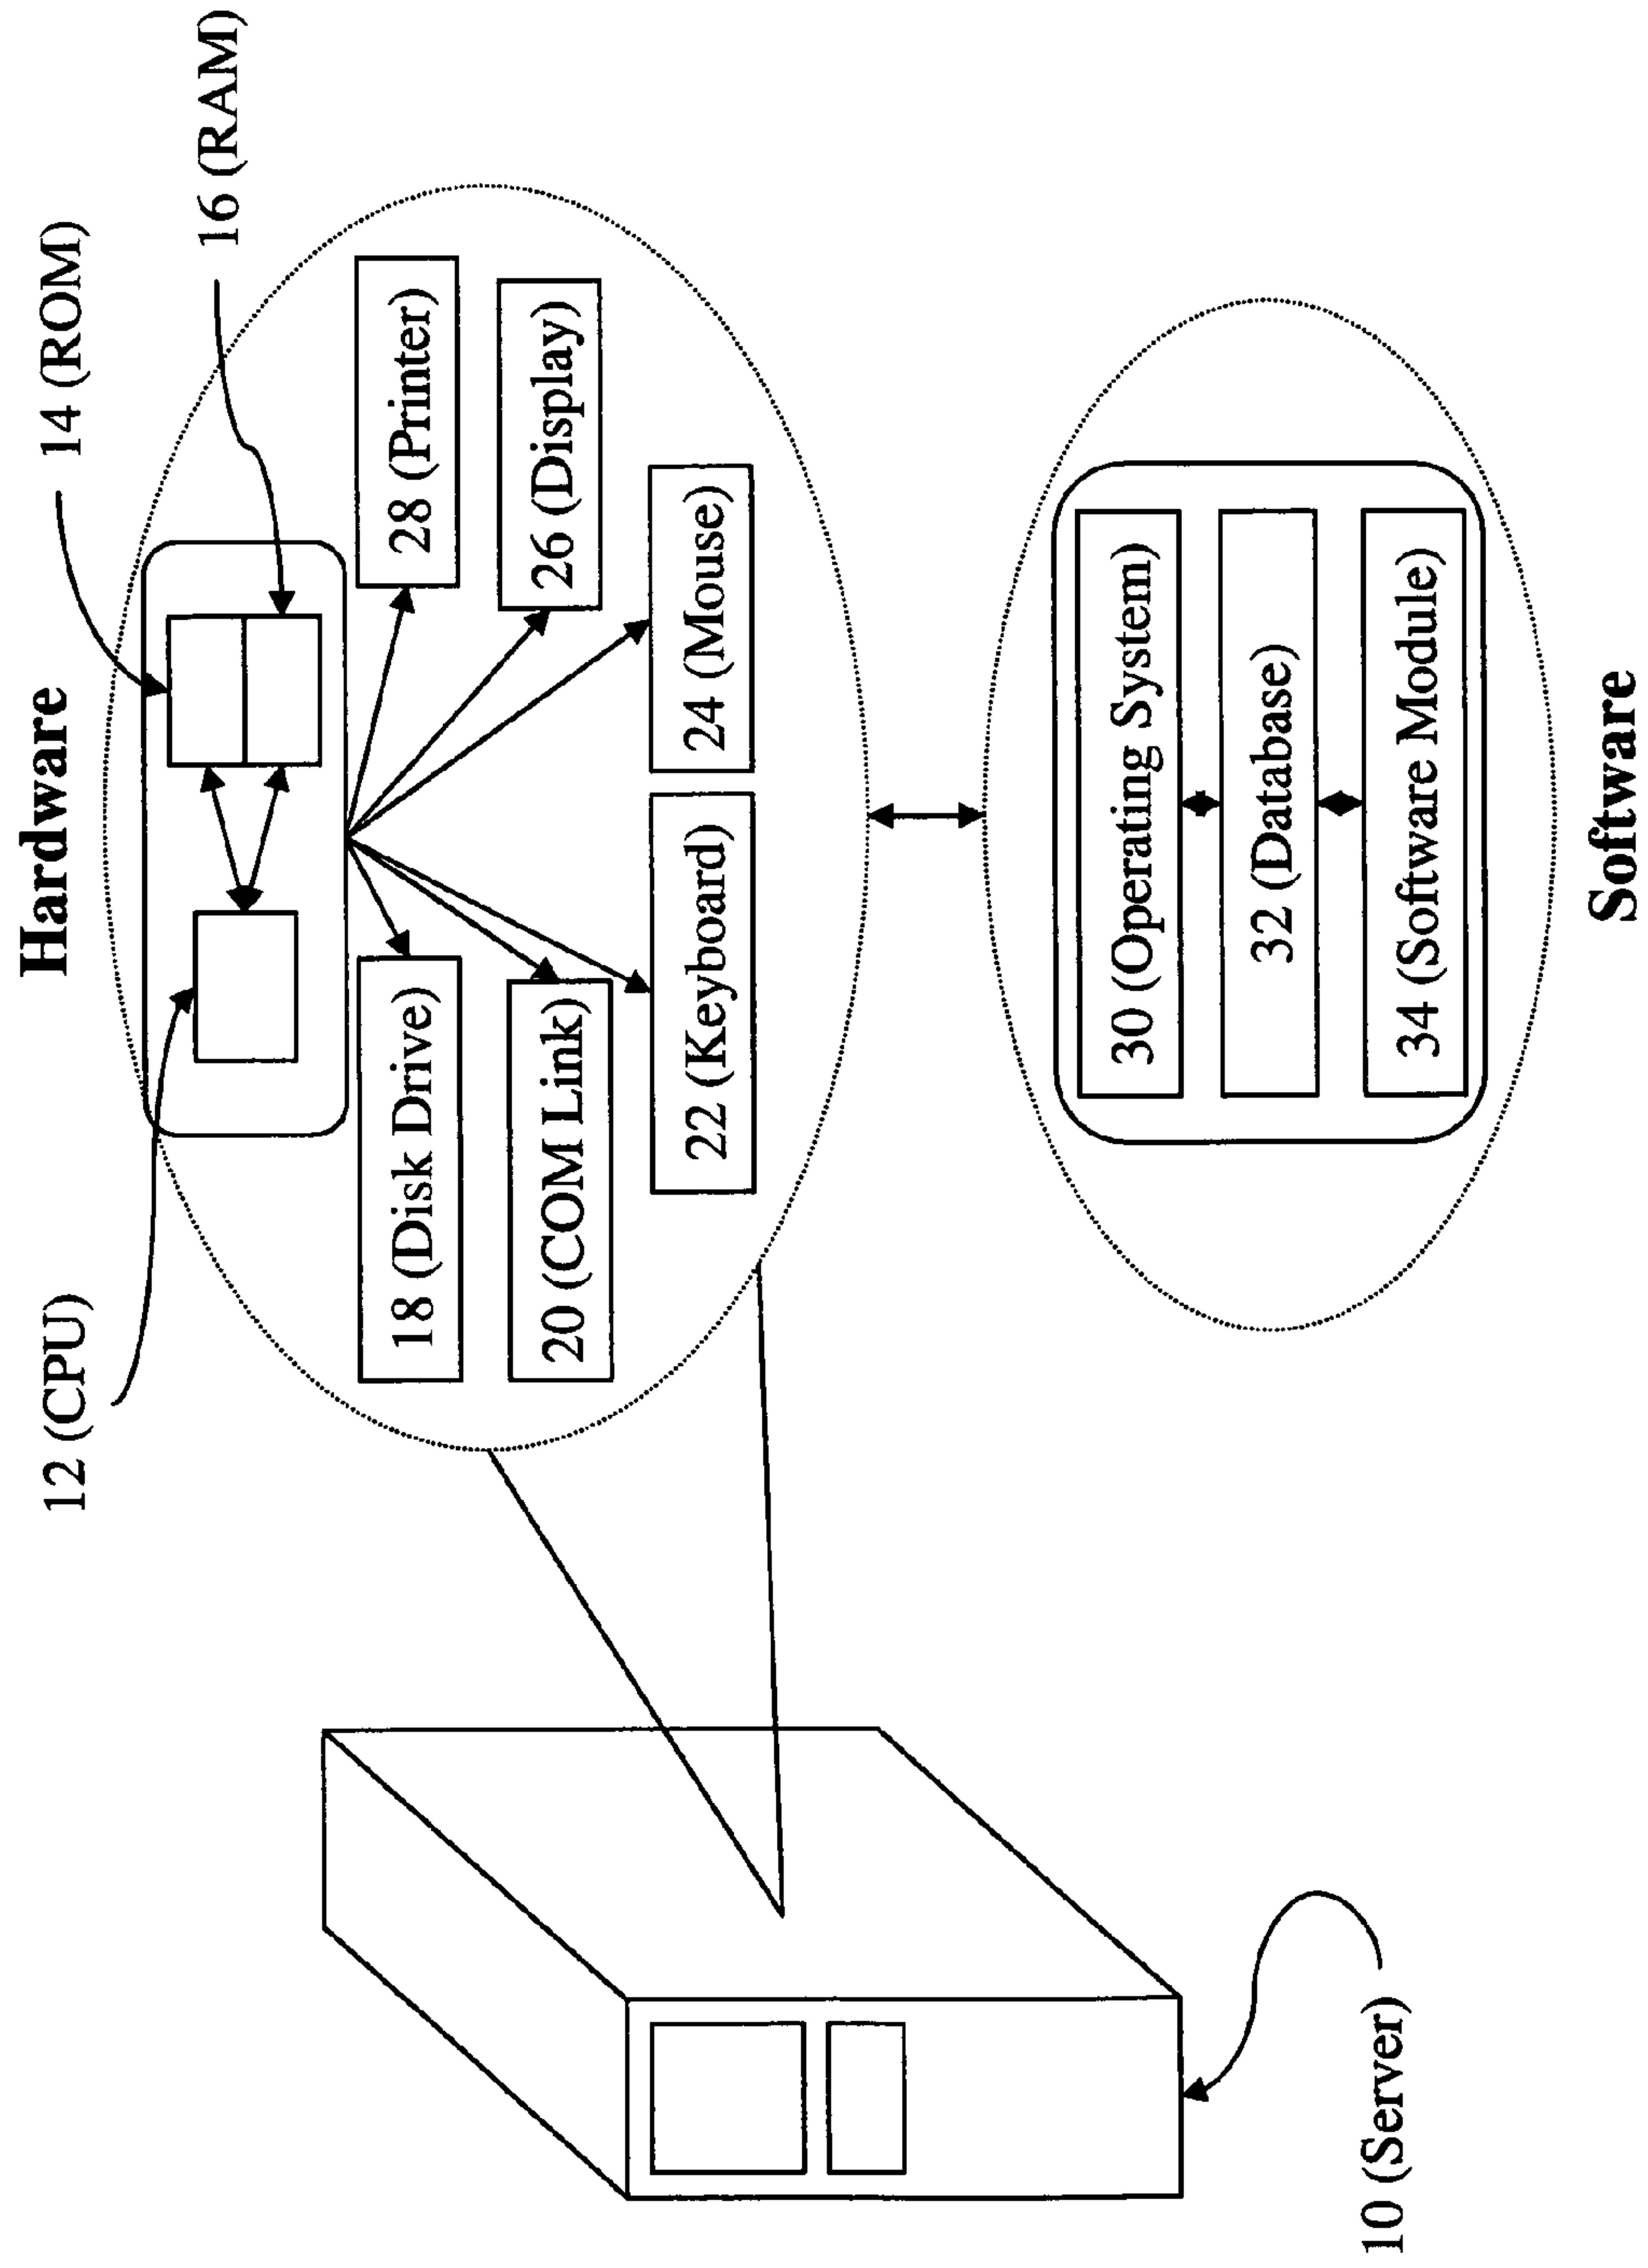 Hardware
12 (CPU)
14 (ROM)
16 (RAM)
18 (Disk Drive)
28 (Printer)
20 (COM Link)
26 (Display)
22 (Keyboard)
24 (Mouse)
30 (Operating System)
32 (Database)
34 (Software Module)
10 (Server)
Software